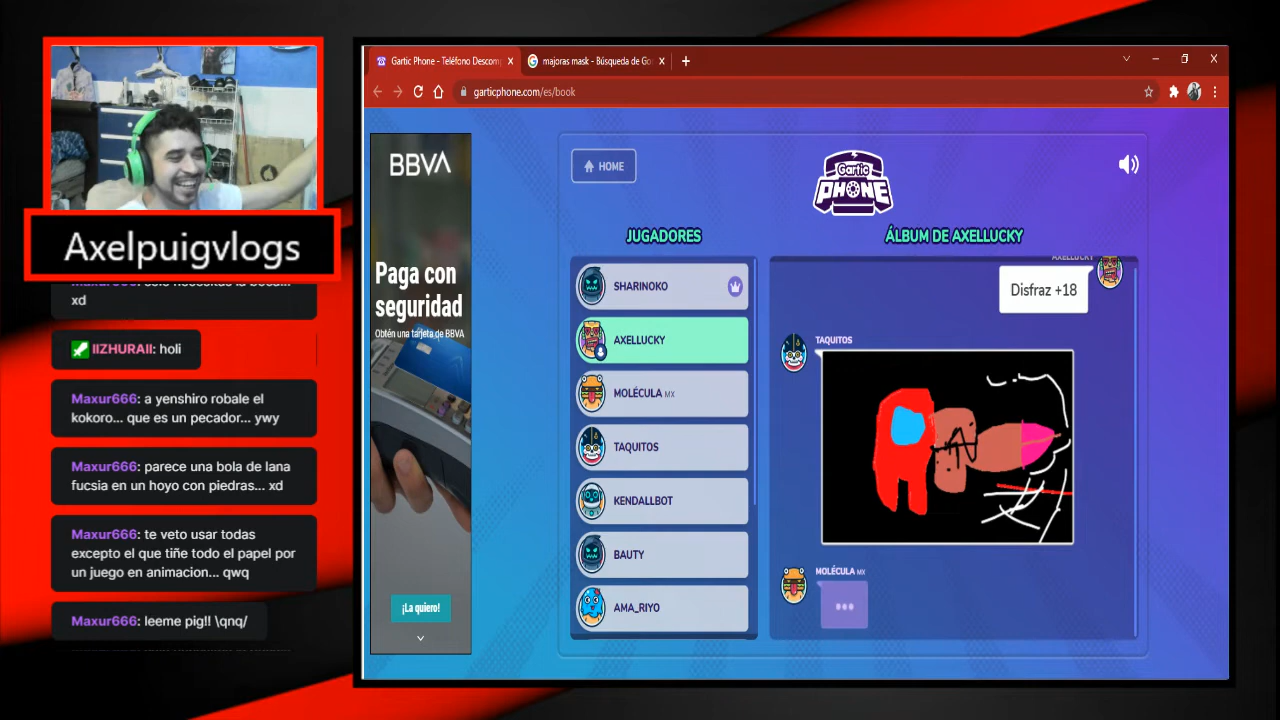 Axelpuigvlogs
xd
IIZHURAII: holi
Maxur666: a yenshiro robale el
kokoro... que es un pecador... ywy
Maxur666: parece una bola de lana
fucsia en un hoyo con piedras... xd
Maxur666: te veto usar todas
excepto el que tiñe todo el papel por
un juego en animacion... qwq
Maxur666: leeme pig!! \qnq/
Gartic Phone - Teléfono Descom
majoras mask - Búsqueda de Go
garticphone.com/es/book
BBVA
Paga con
seguridad
Obtén una tarjeta de BBVA
¡La quiero!
HOME
Gartic
PHONE
JUGADORES
SHARINOKO
AXELLUCKY
MOLÉCULA MX
TAQUITOS
KENDALLBOT
BAUTY
AMA_RIYO
ÁLBUM DE AXELLUCKY
AXELLUCKY
Disfraz +18
TAQUITOS
MOLÉCULA MX